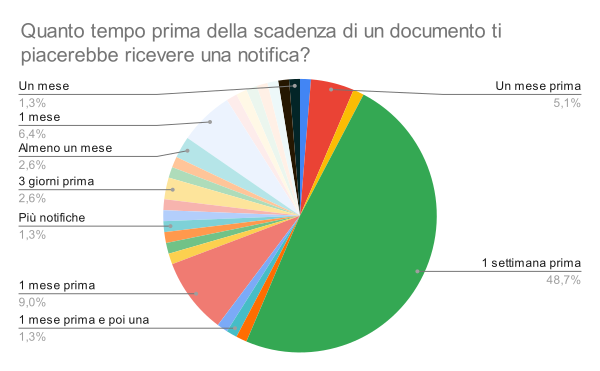 Quanto tempo prima della scadenza di un documento ti
piacerebbe ricevere una notifica?
Un mese
1,3%
1 mese
6,4%
Almeno un mese
2,6%
3 giorni prima
2,6%
Più notifiche
1,3%
1 mese prima
9,0%
1 mese prima e poi una
1,3%
Un mese prima
5,1%
1 settimana prima
48,7%